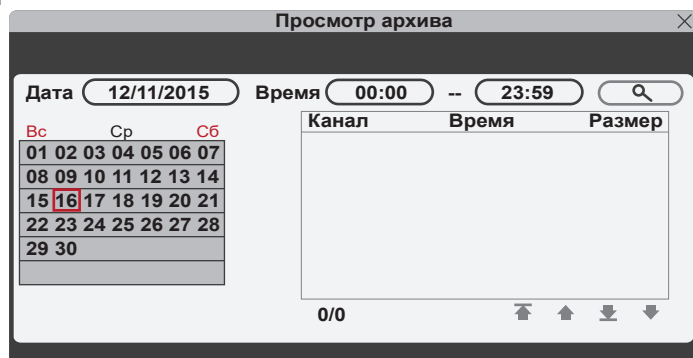 Просмотр архива
Дата 12/11/2015 Время 00:00 -- 23:59
Канал Время Размер
Вс Ср Сб
01 02 03 04 05 06 07
08 09 10 11 12 13 14
15 16 17 18 19 20 21
22 23 24 25 26 27 28
29 30
0/0